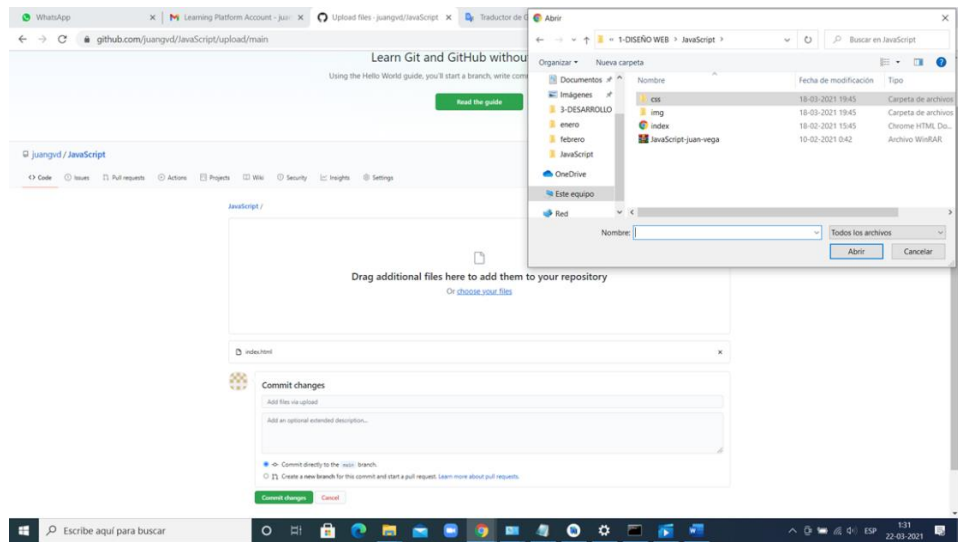 WhatsApp
Learning Platform Account - juan
Upload files · juangvd/JavaScript
Traductor de
github.com/juangvd/JavaScript/upload/main
Learn Git and GitHub withou
Using the Hello World guide, you'll start a branch, write com
Read the guide
juangvd / JavaScript
Code
Issues
Pull requests
Actions
Projects
Wiki
Security
Insights
Settings
JavaScript /
Drag additional files here to add them to your repository
Or choose your files
index.html
Commit changes
Add files via upload
Add an optional extended description...
Commit directly to the main branch.
Create a new branch for this commit and start a pull request. Learn more about pull requests.
Commit changes
Cancel
Abrir
« 1-DISEÑO WEB > JavaScript >
Buscar en JavaScript
Organizar
Nueva carpeta
Documentos
Imágenes
3-DESARROLLO
enero
febrero
JavaScript
OneDrive
Este equipo
Red
Nombre
Fecha de modificación
Tipo
css
18-03-2021 19:45
Carpeta de archivos
img
18-03-2021 19:45
Carpeta de archivos
index
18-02-2021 15:45
Chrome HTML Do...
JavaScript-juan-vega
10-02-2021 0:42
Archivo WinRAR
Nombre:
Todos los archivos
Abrir
Cancelar
Escribe aquí para buscar
ESP
1:31
22-03-2021